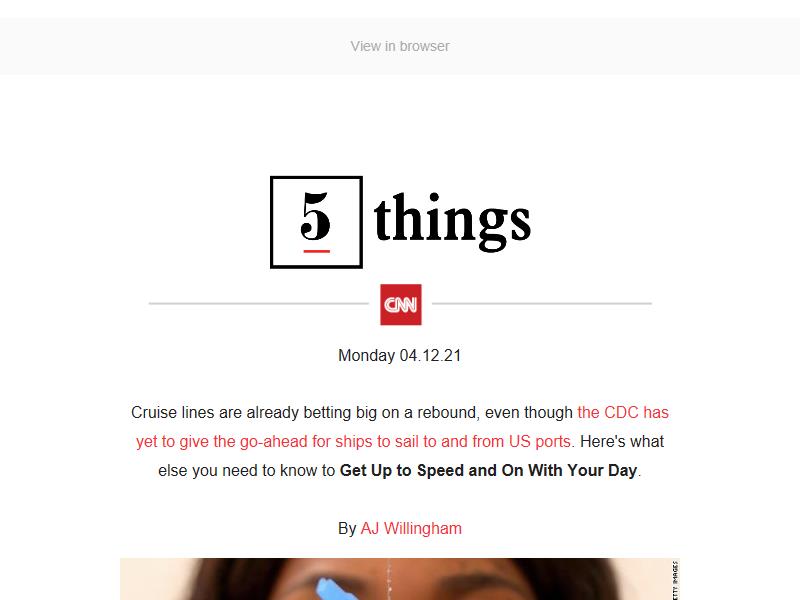 View in browser
5 things
CNN
Monday 04.12.21
Cruise lines are already betting big on a rebound, even though the CDC has
yet to give the go-ahead for ships to sail to and from US ports. Here's what
else you need to know to Get Up to Speed and On With Your Day.
By AJ Willingham
ETTY IMAGES